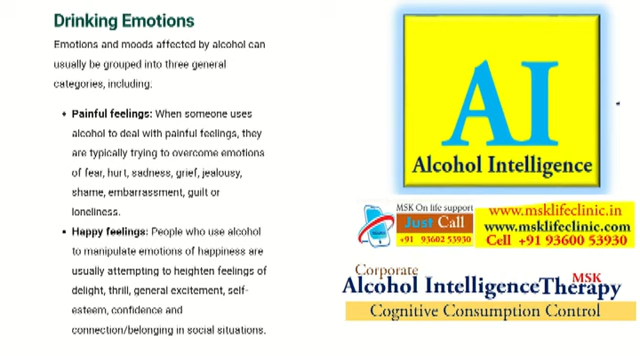 Drinking Emotions
Emotions and moods affected by alcohol can
usually be grouped into three general
categories, including:
• Painful feelings: When someone uses
alcohol to deal with painful feelings, they
are typically trying to overcome emotions
of fear, hurt, sadness, grief, jealousy,
shame, embarrassment, guilt or
loneliness.
• Happy feelings: People who use alcohol
to manipulate emotions of happiness are
usually attempting to heighten feelings of
delight, thrill, general excitement, self-
esteem, confidence and
connection/belonging in social situations.
AI
Alcohol Intelligence
MSK On life support
Just Call
+91 93602 53930
www.msklifeclinic.in
www.msklifeclinic.com
Cell +91 93600 53930
Corporate
MSK
Alcohol IntelligenceTherapy
Cognitive Consumption Control